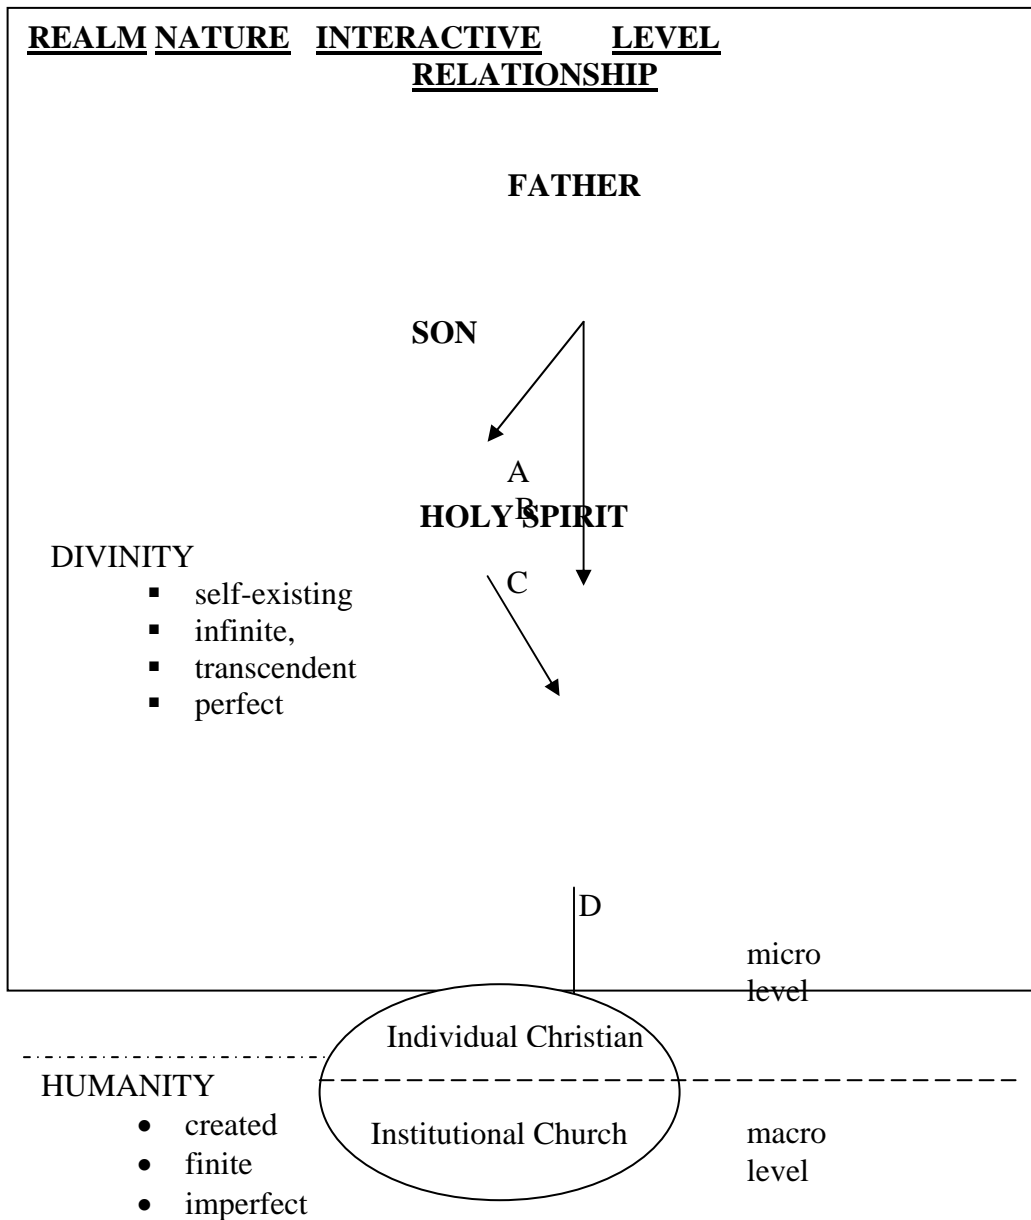 REALM NATURE INTERACTIVE LEVEL
RELATIONSHIP
FATHER
SON
A
B
HOLY SPIRIT
DIVINITY
C
▪ self-existing
▪ infinite,
▪ transcendent
▪ perfect
D
micro
level
Individual Christian
HUMANITY
• created
Institutional Church
macro
• finite
level
• imperfect